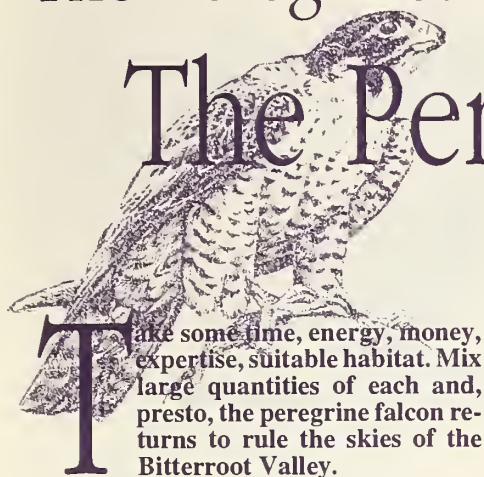 The Per
Take some time, energy, money,
expertise, suitable habitat. Mix
large quantities of each and,
presto, the peregrine falcon re-
turns to rule the skies of the
Bitterroot Valley.